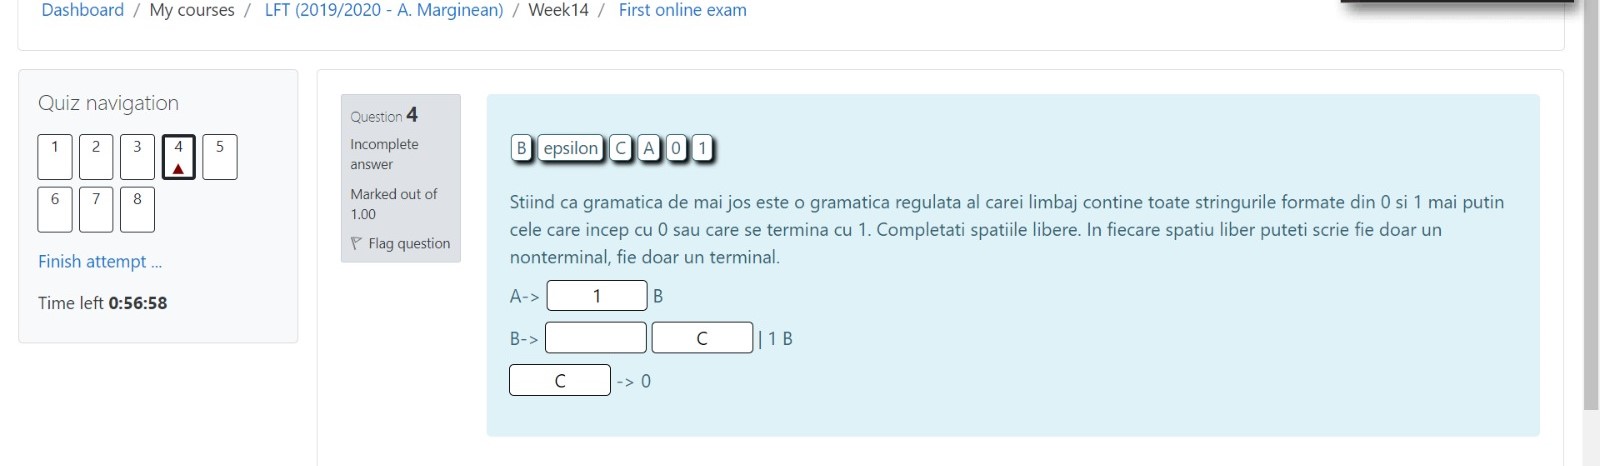 Dashboard / My courses / LFT (2019/2020 - A. Marginean) / Week14 / First online exam
Quiz navigation
1 2 3 4 5
6 7 8
Finish attempt ...
Time left 0:56:58
Question 4
Incomplete
answer
Marked out of
1.00
Flag question
B epsilon C A 0 1
Stiind ca gramatica de mai jos este o gramatica regulata al carei limbaj contine toate stringurile formate din 0 si 1 mai putin
cele care incep cu 0 sau care se termina cu 1. Completati spatiile libere. In fiecare spatiu liber puteti scrie fie doar un
nonterminal, fie doar un terminal.
A-> 1 B
B-> C | 1 B
C -> 0